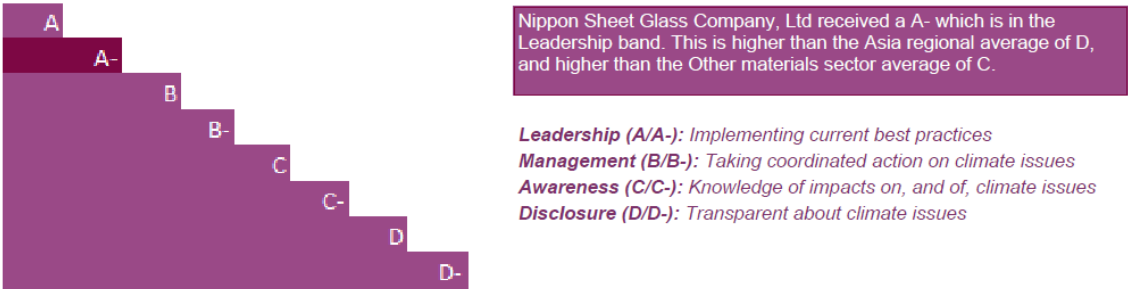 A
A-
B
B-
C
C-
D
D-
Nippon Sheet Glass Company, Ltd received a A- which is in the
Leadership band. This is higher than the Asia regional average of D,
and higher than the Other materials sector average of C.
Leadership (A/A-): Implementing current best practices
Management (B/B-): Taking coordinated action on climate issues
Awareness (C/C-): Knowledge of impacts on, and of, climate issues
Disclosure (D/D-): Transparent about climate issues